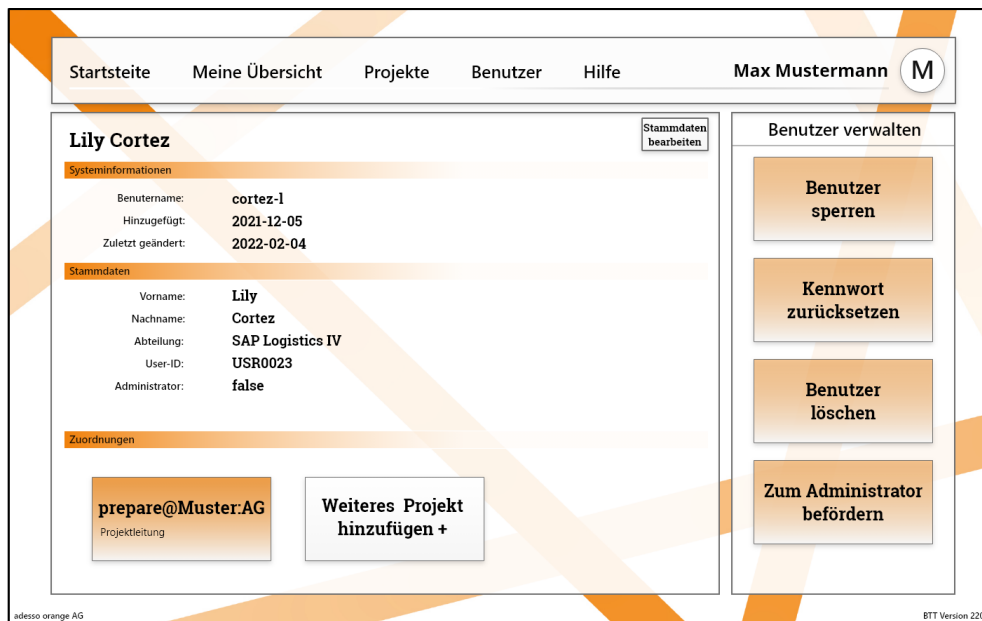 Startsteite Meine Übersicht Projekte Benutzer Hilfe Max Mustermann M
Lily Cortez
Stammdaten
bearbeiten
Systeminformationen
Benutername: cortez-l
Hinzugefügt: 2021-12-05
Zuletzt geändert: 2022-02-04
Stammdaten
Vorname: Lily
Nachname: Cortez
Abteilung: SAP Logistics IV
User-ID: USR0023
Administrator: false
Zuordnungen
prepare@Muster:AG
Projektleitung
Weiteres Projekt
hinzufügen +
Benutzer verwalten
Benutzer
sperren
Kennwort
zurücksetzen
Benutzer
löschen
Zum Administrator
befördern
adesso orange AG
BTT Version 220